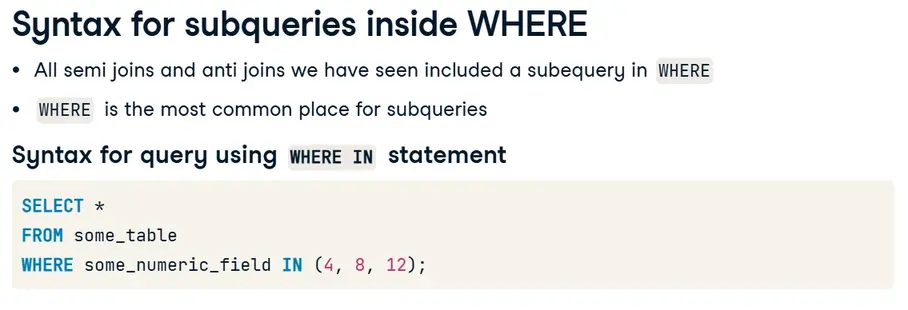 Syntax for subqueries inside WHERE
• All semi joins and anti joins we have seen included a subequery in WHERE
• WHERE is the most common place for subqueries
Syntax for query using WHERE IN statement
SELECT *
FROM some_table
WHERE some_numeric_field IN (4, 8, 12);